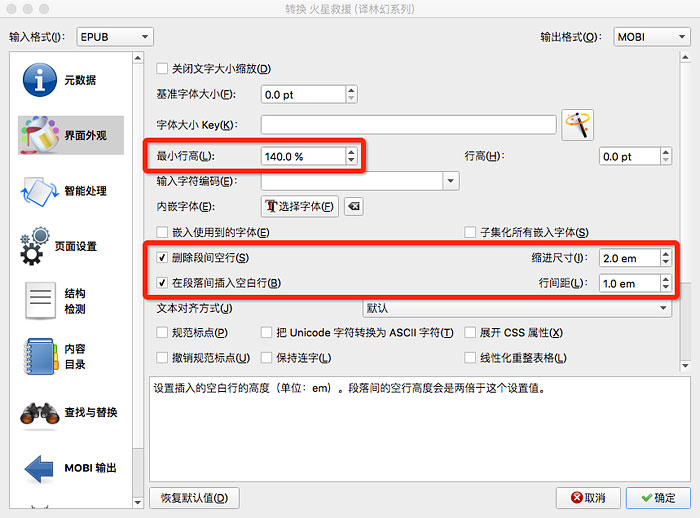 转换 火星救援 (译林幻系列)
输入格式(I): EPUB 输出格式(O): MOBI
元数据
界面外观
智能处理
页面设置
结构
检测
内容
目录
查找与替换
MOBI 输出
关闭文字大小缩放(D)
基准字体大小(F): 0.0 pt
字体大小 Key(K):
最小行高(L): 140.0 % 行高(H): 0.0 pt
输入字符编码(E):
内嵌字体(E): 选择字体(F)
嵌入使用到的字体(E) 子集化所有嵌入字体(S)
删除段间空行(S) 缩进尺寸(I): 2.0 em
在段落间插入空白行(B) 行间距(L): 1.0 em
文本对齐方式(J) 默认
规范标点(P) 把 Unicode 字符转换为 ASCII 字符(T) 展开 CSS 属性(X)
撤销规范标点(U) 保持连字(L) 线性化重整表格(L)
设置插入的空白行的高度（单位：em）。段落间的空行高度会是两倍于这个设置值。
恢复默认值(D) 取消 确定